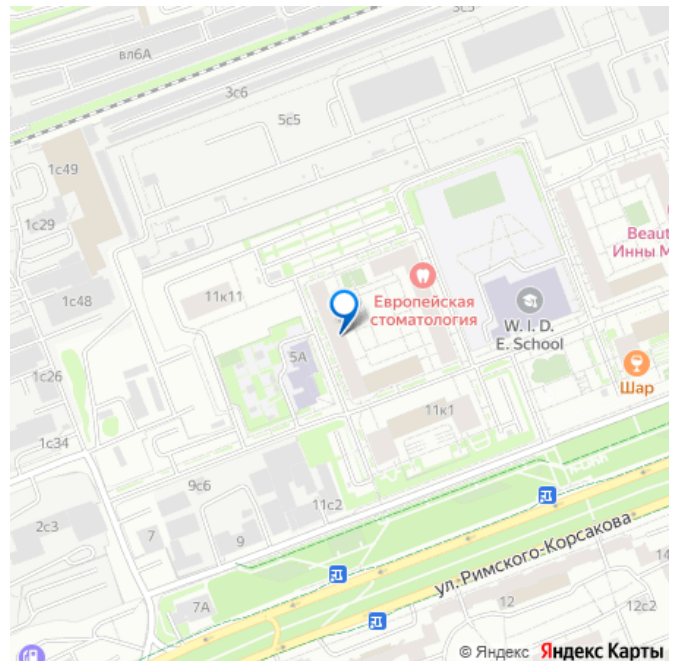 3с5
вл6А
3с6
5с5
1с49
1с29
Beaut
Инны М
1с48
11к11
Европейская
стоматология
W. I. D.
E. School
5А
Шар
1с26
11к1
1с34
9с6
11с2
2с3
7
9
ул. Римского-Корсакова
14
7А
12
12с2
© Яндекс Яндекс Карты